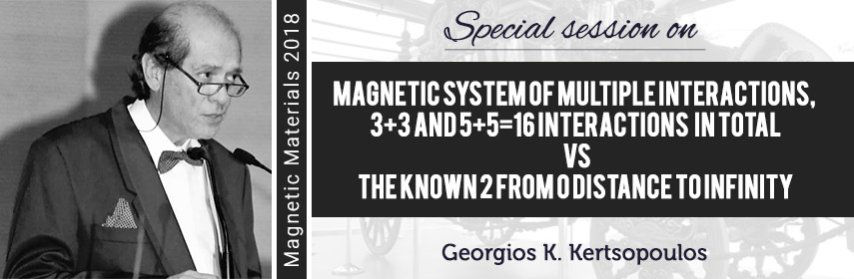 Magnetic Materials 2018
Special session on
MAGNETIC SYSTEM OF MULTIPLE INTERACTIONS,
3+3 AND 5+5=16 INTERACTIONS IN TOTAL
VS
THE KNOWN 2 FROM 0 DISTANCE TO INFINITY
Georgios K. Kertsopoulos